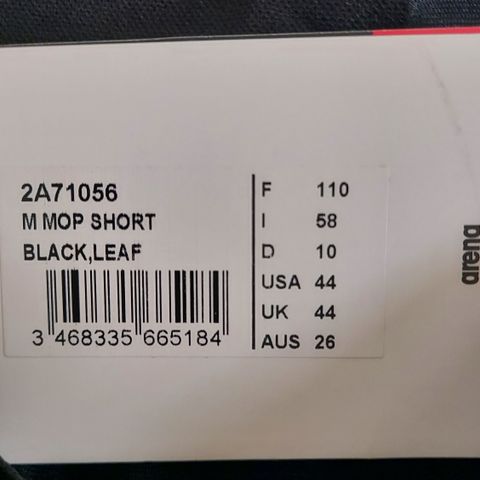 2A71056
M MOP SHORT
BLACK,LEAF
3 468335 665184
F 110
I 58
D 10
USA 44
UK 44
AUS 26
arena